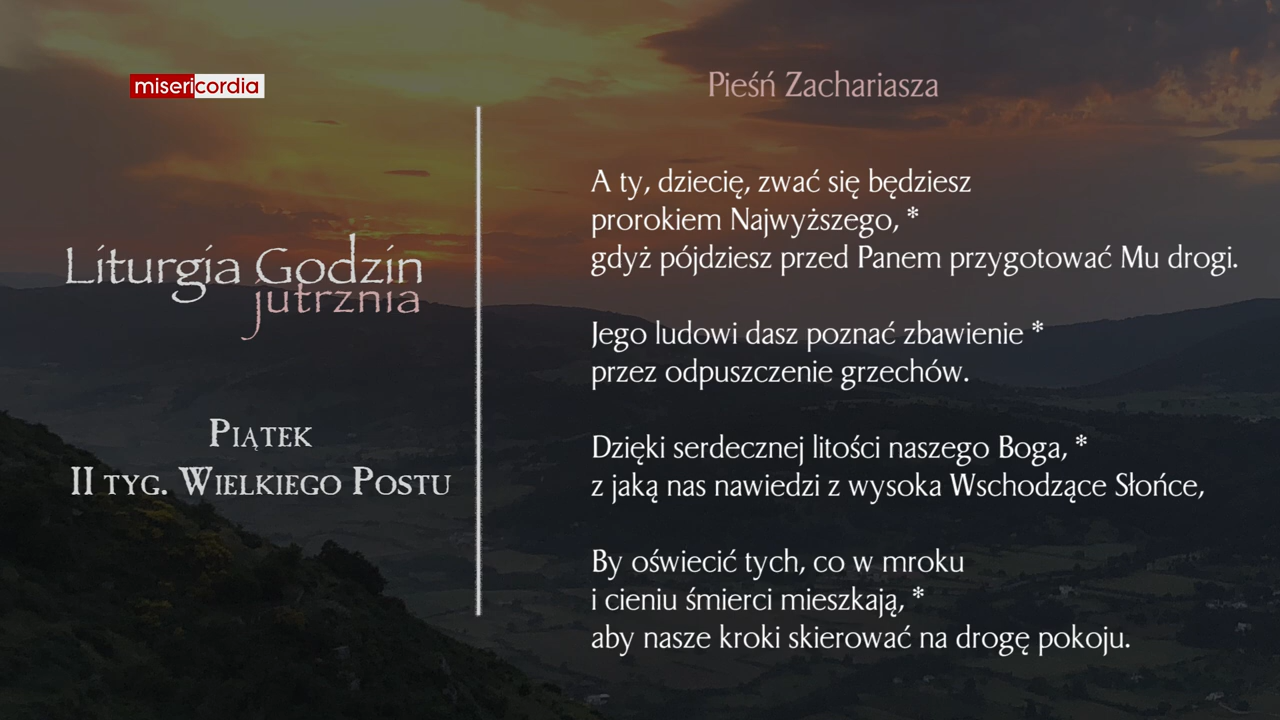 misericordia
Liturgia Godzin
jutrznia
Piątek
II tyg. Wielkiego Postu
Pieśń Zachariasza
A ty, dziecię, zwać się będziesz
prorokiem Najwyższego, *
gdyż pójdziesz przed Panem przygotować Mu drogi.
Jego ludowi dasz poznać zbawienie *
przez odpuszczenie grzechów.
Dzięki serdecznej litości naszego Boga, *
z jaką nas nawiedzi z wysoka Wschodzące Słońce,
By oświecić tych, co w mroku
i cieniu śmierci mieszkają, *
aby nasze kroki skierować na drogę pokoju.